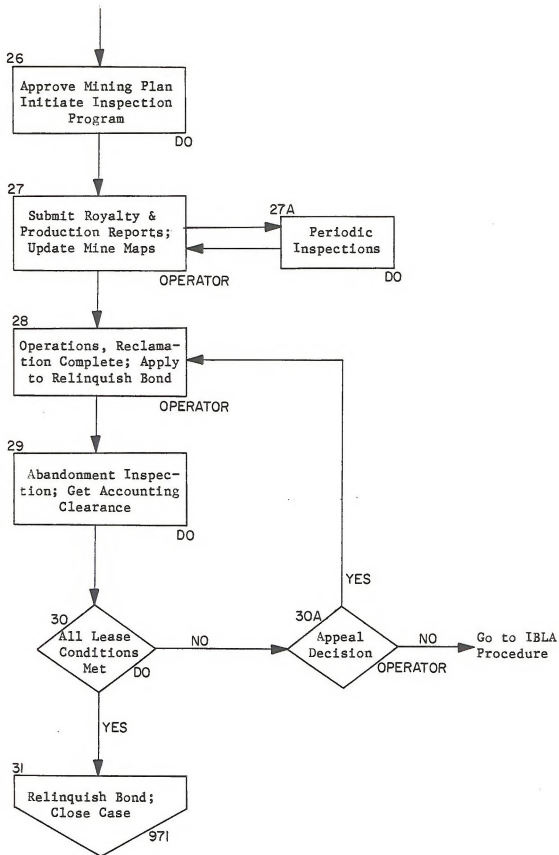 26
Approve Mining Plan
Initiate Inspection
Program
DO
27
Submit Royalty &
Production Reports;
Update Mine Maps
OPERATOR
27A
Periodic
Inspections
DO
28
Operations, Reclama-
tion Complete; Apply
to Relinquish Bond
OPERATOR
29
Abandonment Inspec-
tion; Get Accounting
Clearance
DO
30
All Lease
Conditions
Met
DO
NO
YES
30A
Appeal
Decision
OPERATOR
YES
NO
Go to IBLA
Procedure
31
Relinquish Bond;
Close Case
971